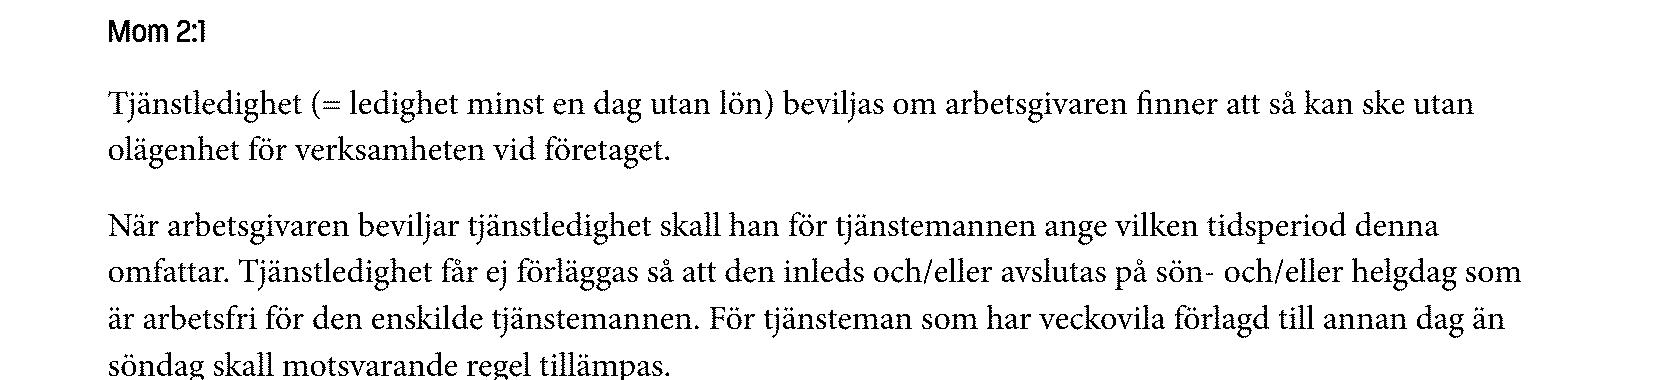 Mom 2:1
Tjänstledighet (= ledighet minst en dag utan lön) beviljas om arbetsgivaren finner att så kan ske utan
olägenhet för verksamheten vid företaget.
När arbetsgivaren beviljar tjänstledighet skall han för tjänstemannen ange vilken tidsperiod denna
omfattar. Tjänstledighet får ej förläggas så att den inleds och/eller avslutas på sön- och/eller helgdag som
är arbetsfri för den enskilde tjänstemannen. För tjänsteman som har veckovila förlagd till annan dag än
söndag skall motsvarande regel tillämpas.